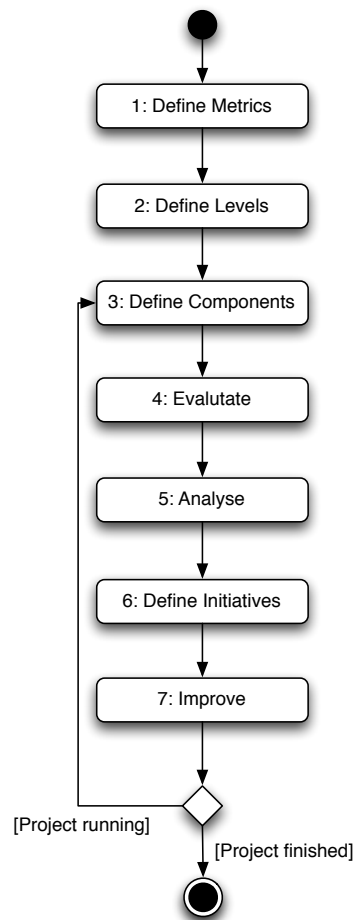 1: Define Metrics
2: Define Levels
3: Define Components
4: Evalutate
5: Analyse
6: Define Initiatives
7: Improve
[Project running]
[Project finished]